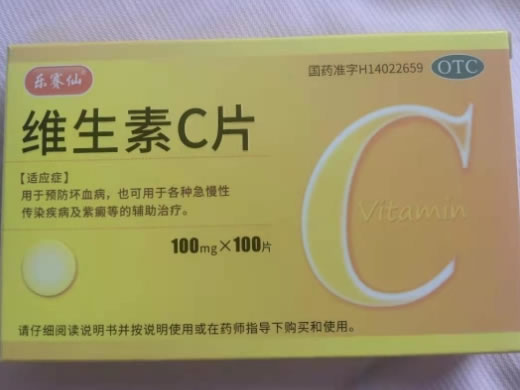 乐赛仙®
国药准字H14022659
OTC
维生素C片
【适应症】
用于预防坏血病，也可用于各种急慢性
传染疾病及紫癜等的辅助治疗。
100mg×100片
C
Vitamin
请仔细阅读说明书并按说明使用或在药师指导下购买和使用。